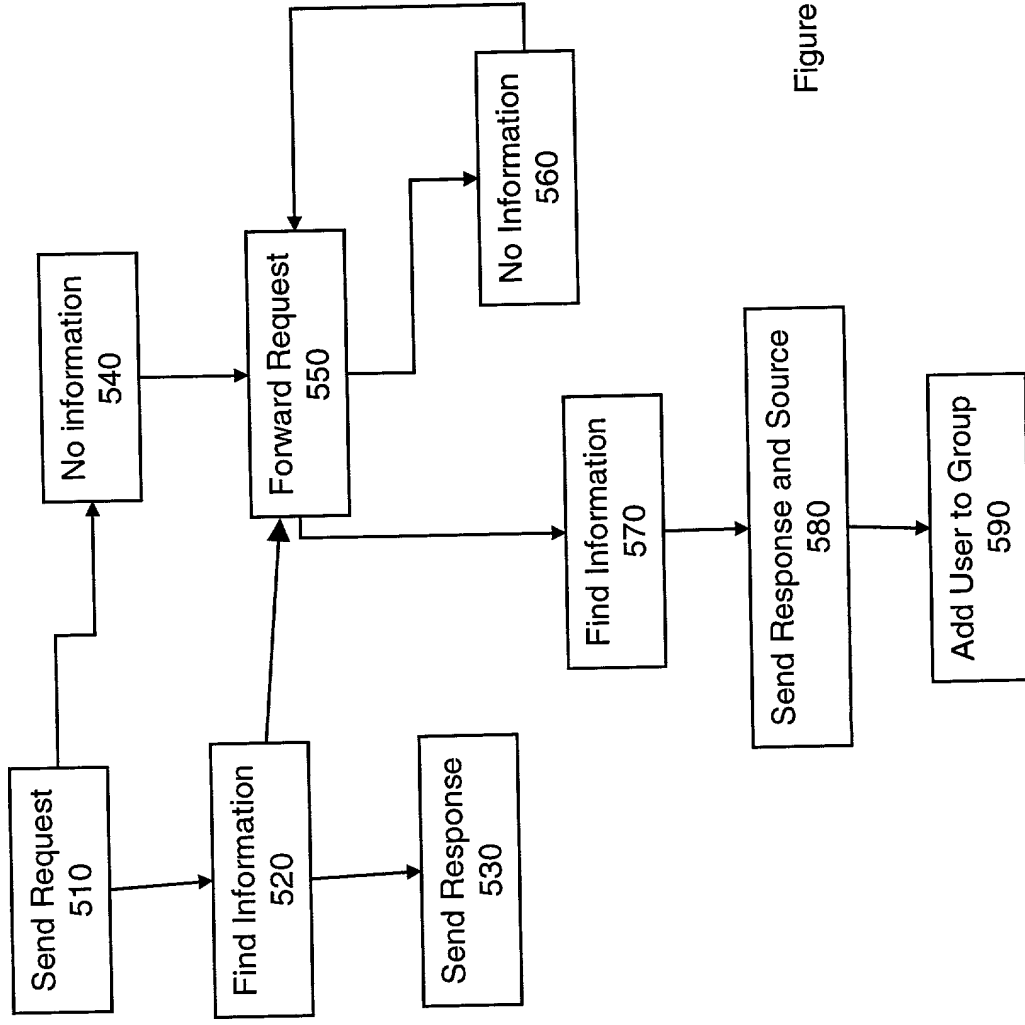 Send Request
510
Find Information
520
Send Response
530
No information
540
Forward Request
550
No Information
560
Find Information
570
Send Response and Source
580
Add User to Group
590
Figure